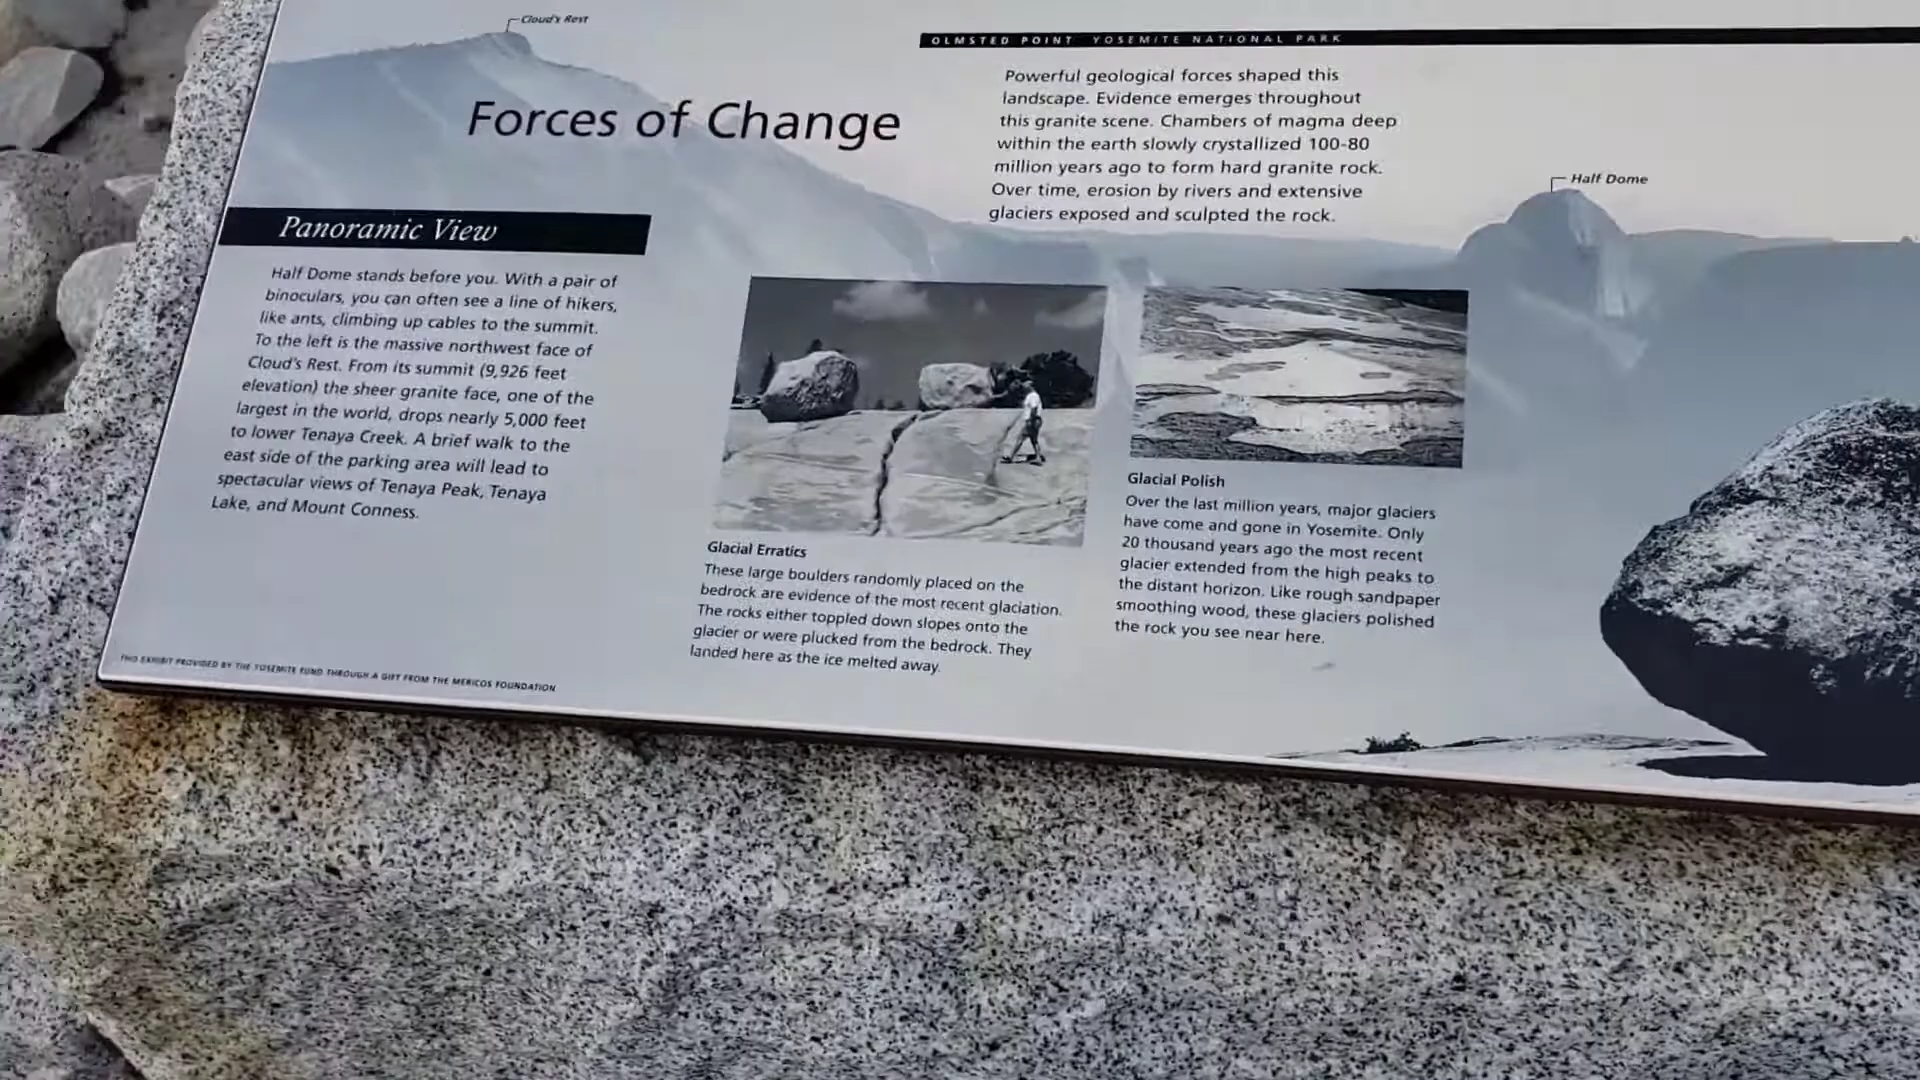 Cloud's Rest
OLMSTED POINT YOSEMITE NATIONAL PARK
Forces of Change
Powerful geological forces shaped this
landscape. Evidence emerges throughout
this granite scene. Chambers of magma deep
within the earth slowly crystallized 100-80
million years ago to form hard granite rock.
Over time, erosion by rivers and extensive
glaciers exposed and sculpted the rock.
Half Dome
Panoramic View
Half Dome stands before you. With a pair of
binoculars, you can often see a line of hikers,
like ants, climbing up cables to the summit.
To the left is the massive northwest face of
Cloud's Rest. From its summit (9,926 feet
elevation) the sheer granite face, one of the
largest in the world, drops nearly 5,000 feet
to lower Tenaya Creek. A brief walk to the
east side of the parking area will lead to
spectacular views of Tenaya Peak, Tenaya
Lake, and Mount Conness.
Glacial Erratics
These large boulders randomly placed on the
bedrock are evidence of the most recent glaciation.
The rocks either toppled down slopes onto the
glacier or were plucked from the bedrock. They
landed here as the ice melted away.
Glacial Polish
Over the last million years, major glaciers
have come and gone in Yosemite. Only
20 thousand years ago the most recent
glacier extended from the high peaks to
the distant horizon. Like rough sandpaper
smoothing wood, these glaciers polished
the rock you see near here.
THIS EXHIBIT PROVIDED BY THE YOSEMITE FUND THROUGH A GIFT FROM THE MERICOS FOUNDATION